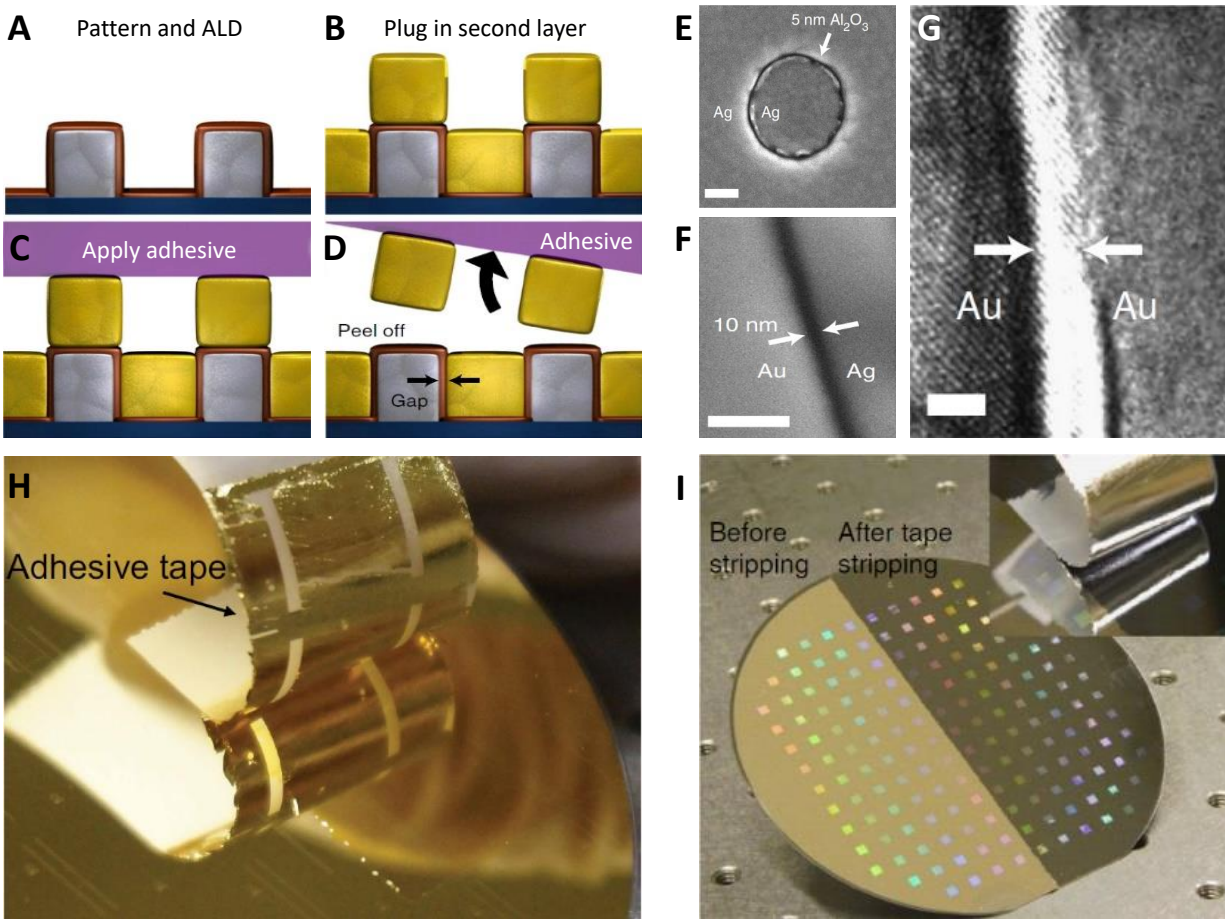 A Pattern and ALD
B Plug in second layer
C Apply adhesive
D Adhesive
Peel off
Gap
E 5 nm Al₂O₃
Ag Ag
F
10 nm
Au Ag
G
Au Au
H
Adhesive tape
I
Before stripping
After tape stripping